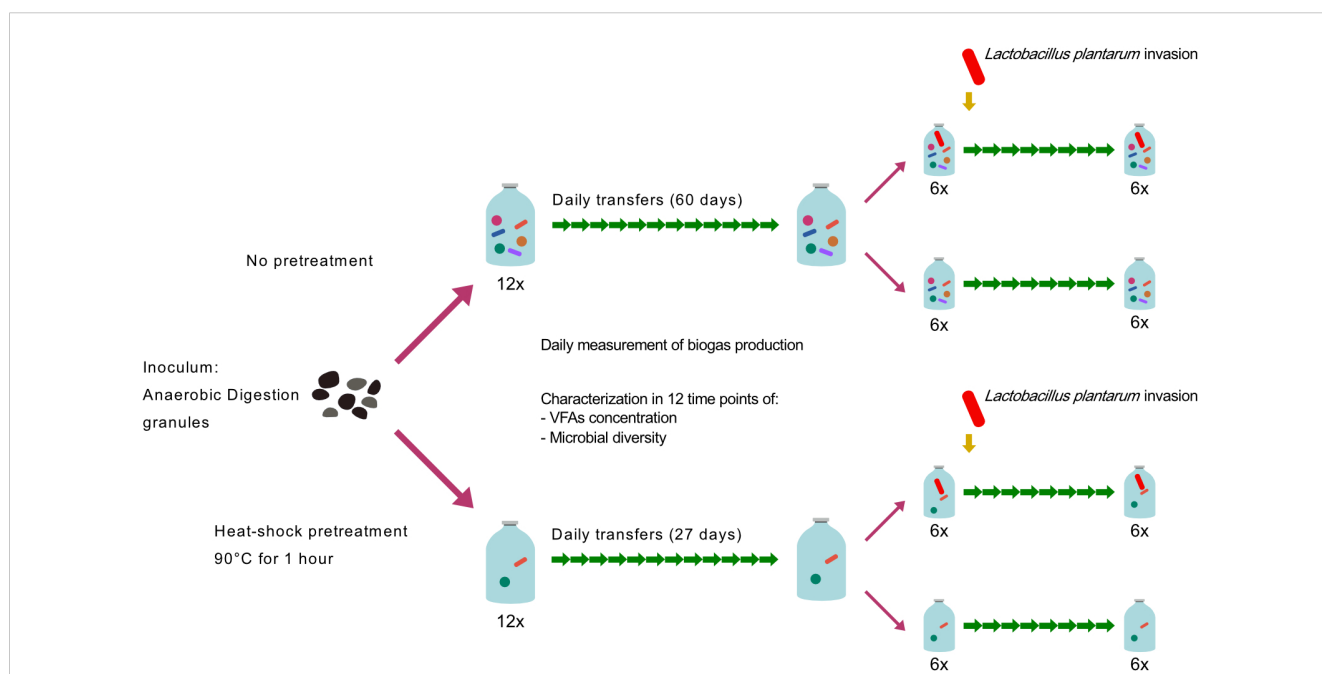 Lactobacillus plantarum invasion
6x
6x
Daily transfers (60 days)
No pretreatment
12x
6x
6x
Daily measurement of biogas production
Inoculum:
Anaerobic Digestion
granules
Characterization in 12 time points of:
- VFAs concentration
- Microbial diversity
Lactobacillus plantarum invasion
Heat-shock pretreatment
90°C for 1 hour
Daily transfers (27 days)
6x
6x
12x
6x
6x